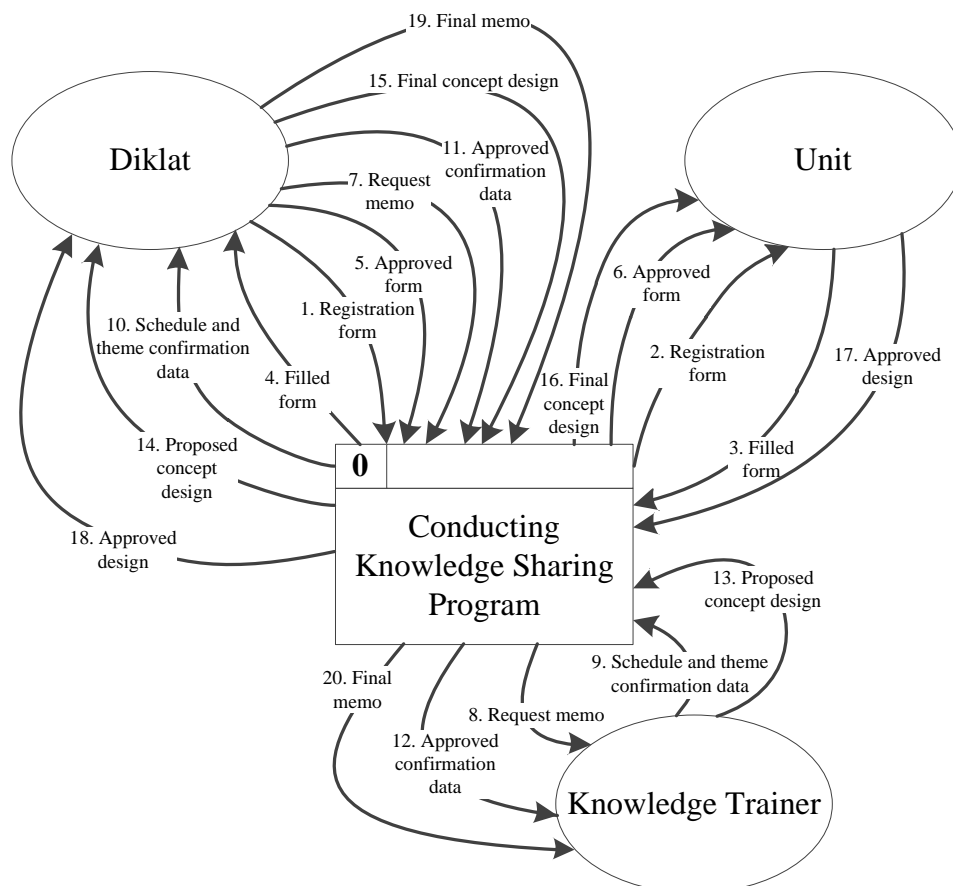 19. Final memo
15. Final concept design
Diklat
11. Approved
confirmation
data
Unit
7. Request
memo
5. Approved
form
6. Approved
form
1. Registration
form
10. Schedule and
theme confirmation
data
2. Registration
form
17. Approved
design
4. Filled
form
16. Final
concept
design
14. Proposed
concept
design
3. Filled
form
0
18. Approved
design
Conducting
Knowledge Sharing
Program
13. Proposed
concept design
20. Final
memo
9. Schedule and theme
confirmation data
8. Request memo
12. Approved
confirmation
data
Knowledge Trainer